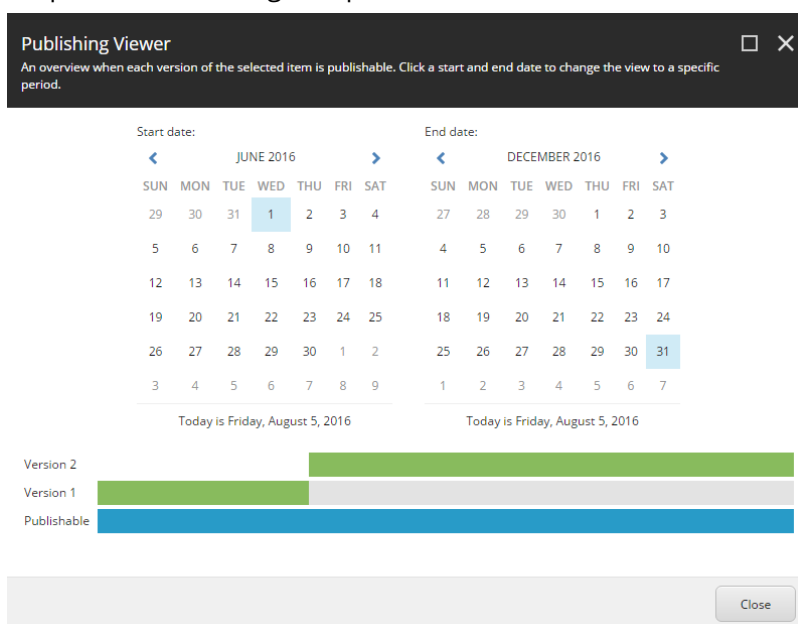 Publishing Viewer
An overview when each version of the selected item is publishable. Click a start and end date to change the view to a specific
period.
Start date:
JUNE 2016
SUN MON TUE WED THU FRI SAT
29 30 31 1 2 3 4
5 6 7 8 9 10 11
12 13 14 15 16 17 18
19 20 21 22 23 24 25
26 27 28 29 30 1 2
3 4 5 6 7 8 9
Today is Friday, August 5, 2016
End date:
DECEMBER 2016
SUN MON TUE WED THU FRI SAT
27 28 29 30 1 2 3
4 5 6 7 8 9 10
11 12 13 14 15 16 17
18 19 20 21 22 23 24
25 26 27 28 29 30 31
1 2 3 4 5 6 7
Today is Friday, August 5, 2016
Version 2
Version 1
Publishable
Close